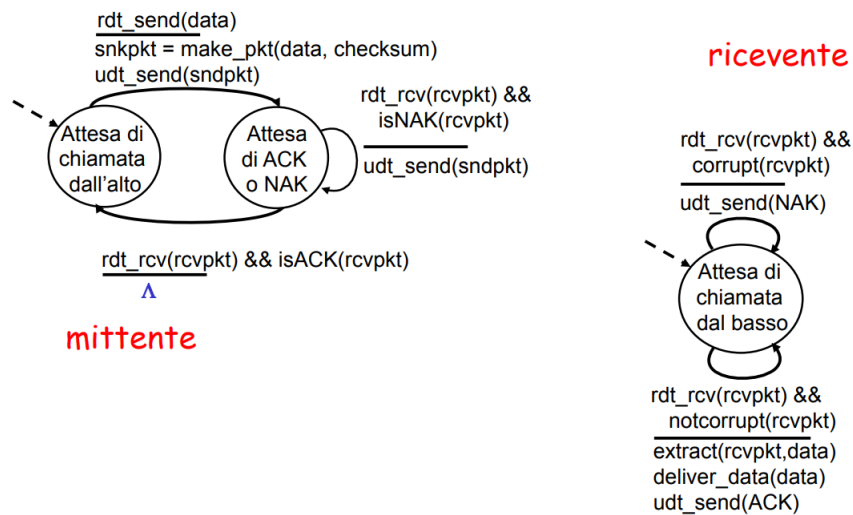 rdt_send(data)
snkpkt = make_pkt(data, checksum)
udt_send(sndpkt)
Attesa di
chiamata
dall'alto
Attesa
di ACK
o NAK
rdt_rcv(rcvpkt) &&
isNAK(rcvpkt)
udt_send(sndpkt)
rdt_rcv(rcvpkt) && isACK(rcvpkt)
Λ
mittente
ricevente
rdt_rcv(rcvpkt) &&
corrupt(rcvpkt)
udt_send(NAK)
Attesa di
chiamata
dal basso
rdt_rcv(rcvpkt) &&
notcorrupt(rcvpkt)
extract(rcvpkt,data)
deliver_data(data)
udt_send(ACK)